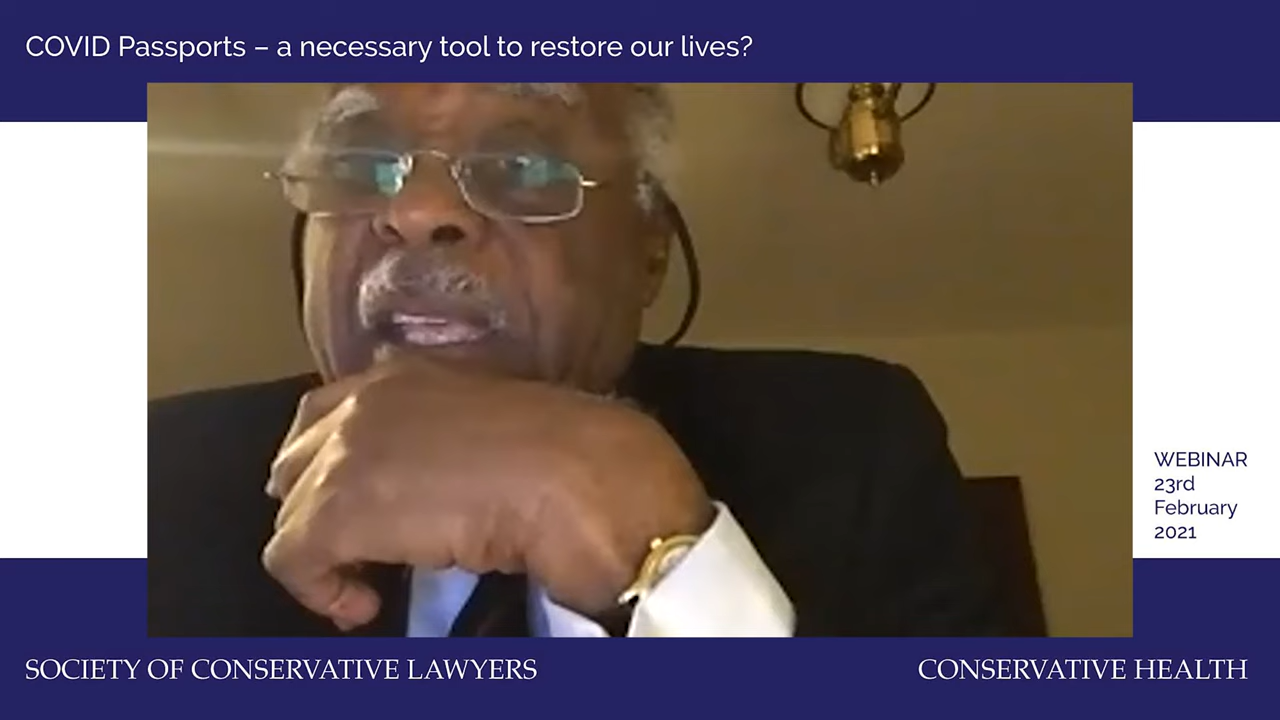 COVID Passports – a necessary tool to restore our lives?
WEBINAR
23rd
February
2021
SOCIETY OF CONSERVATIVE LAWYERS
CONSERVATIVE HEALTH